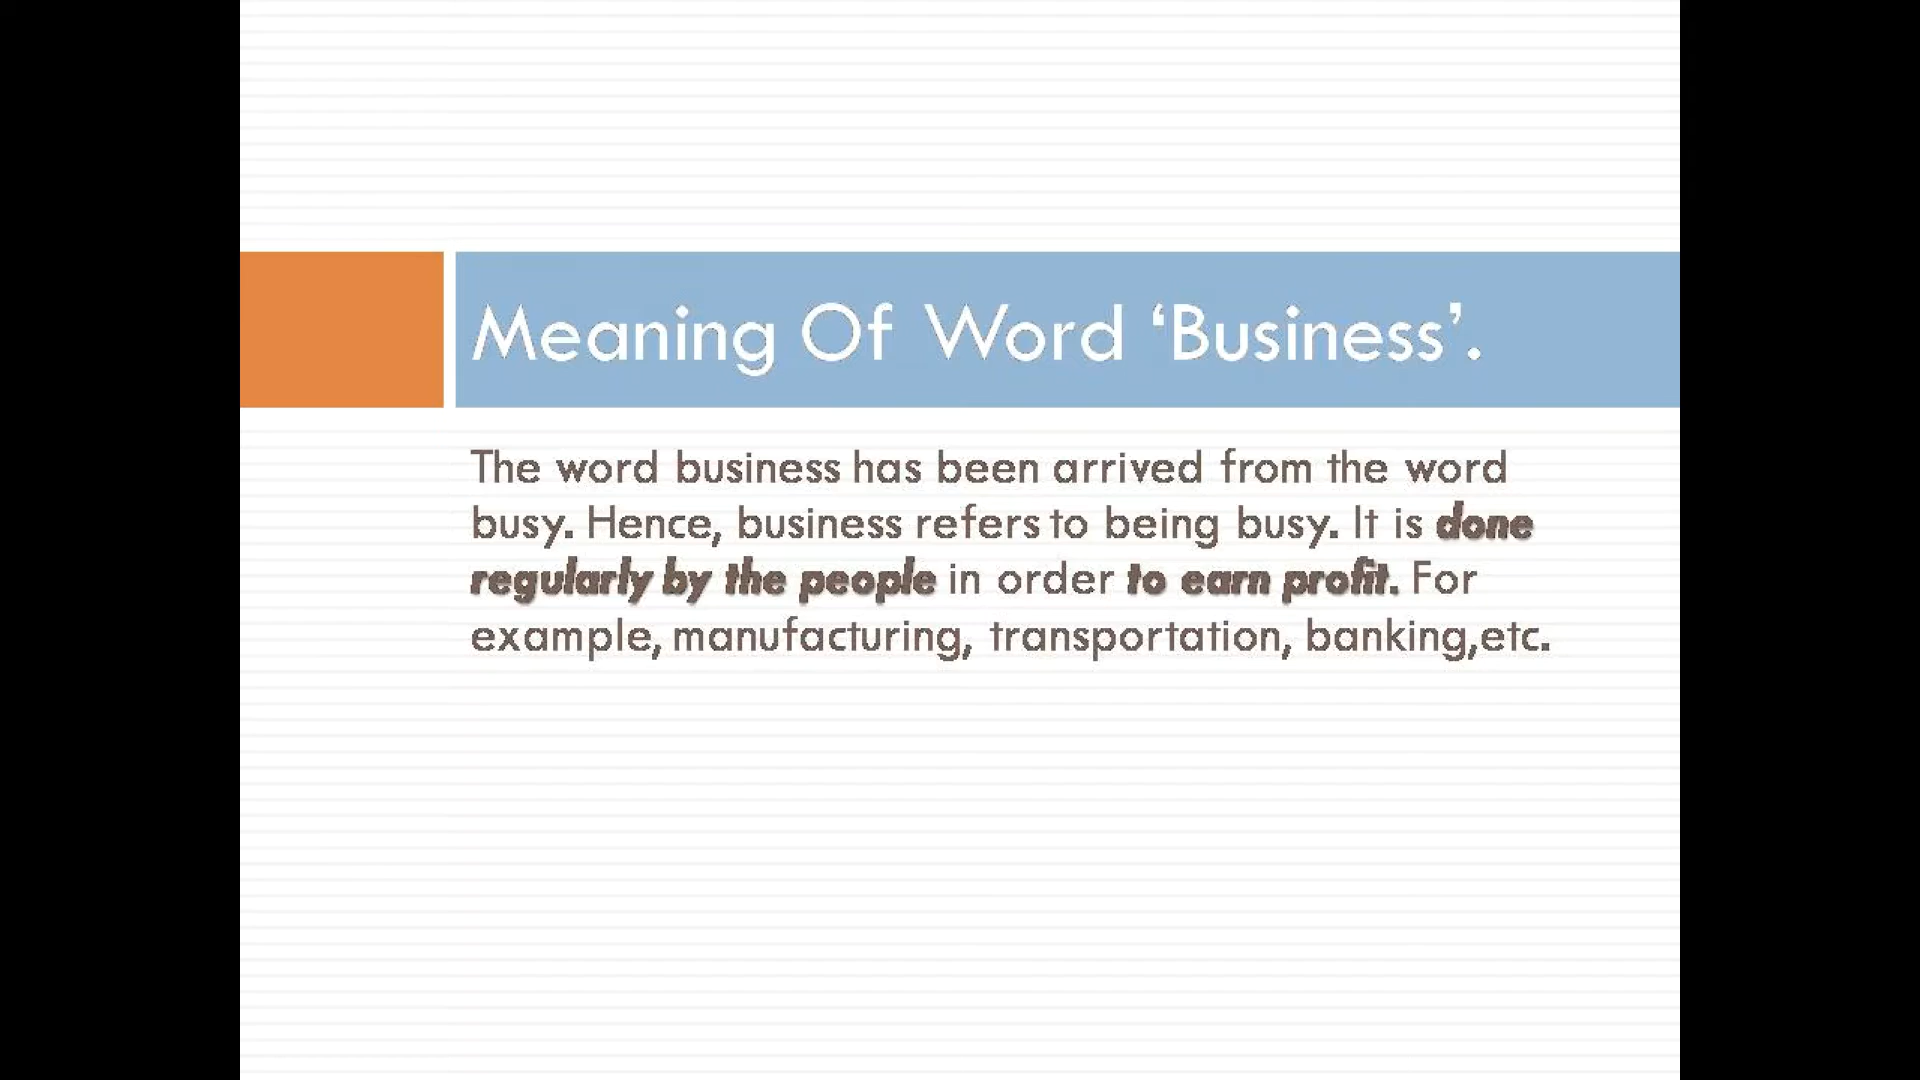 Meaning Of Word ‘Business’.
The word business has been arrived from the word
busy. Hence, business refers to being busy. It is done
regularly by the people in order to earn profit. For
example, manufacturing, transportation, banking,etc.